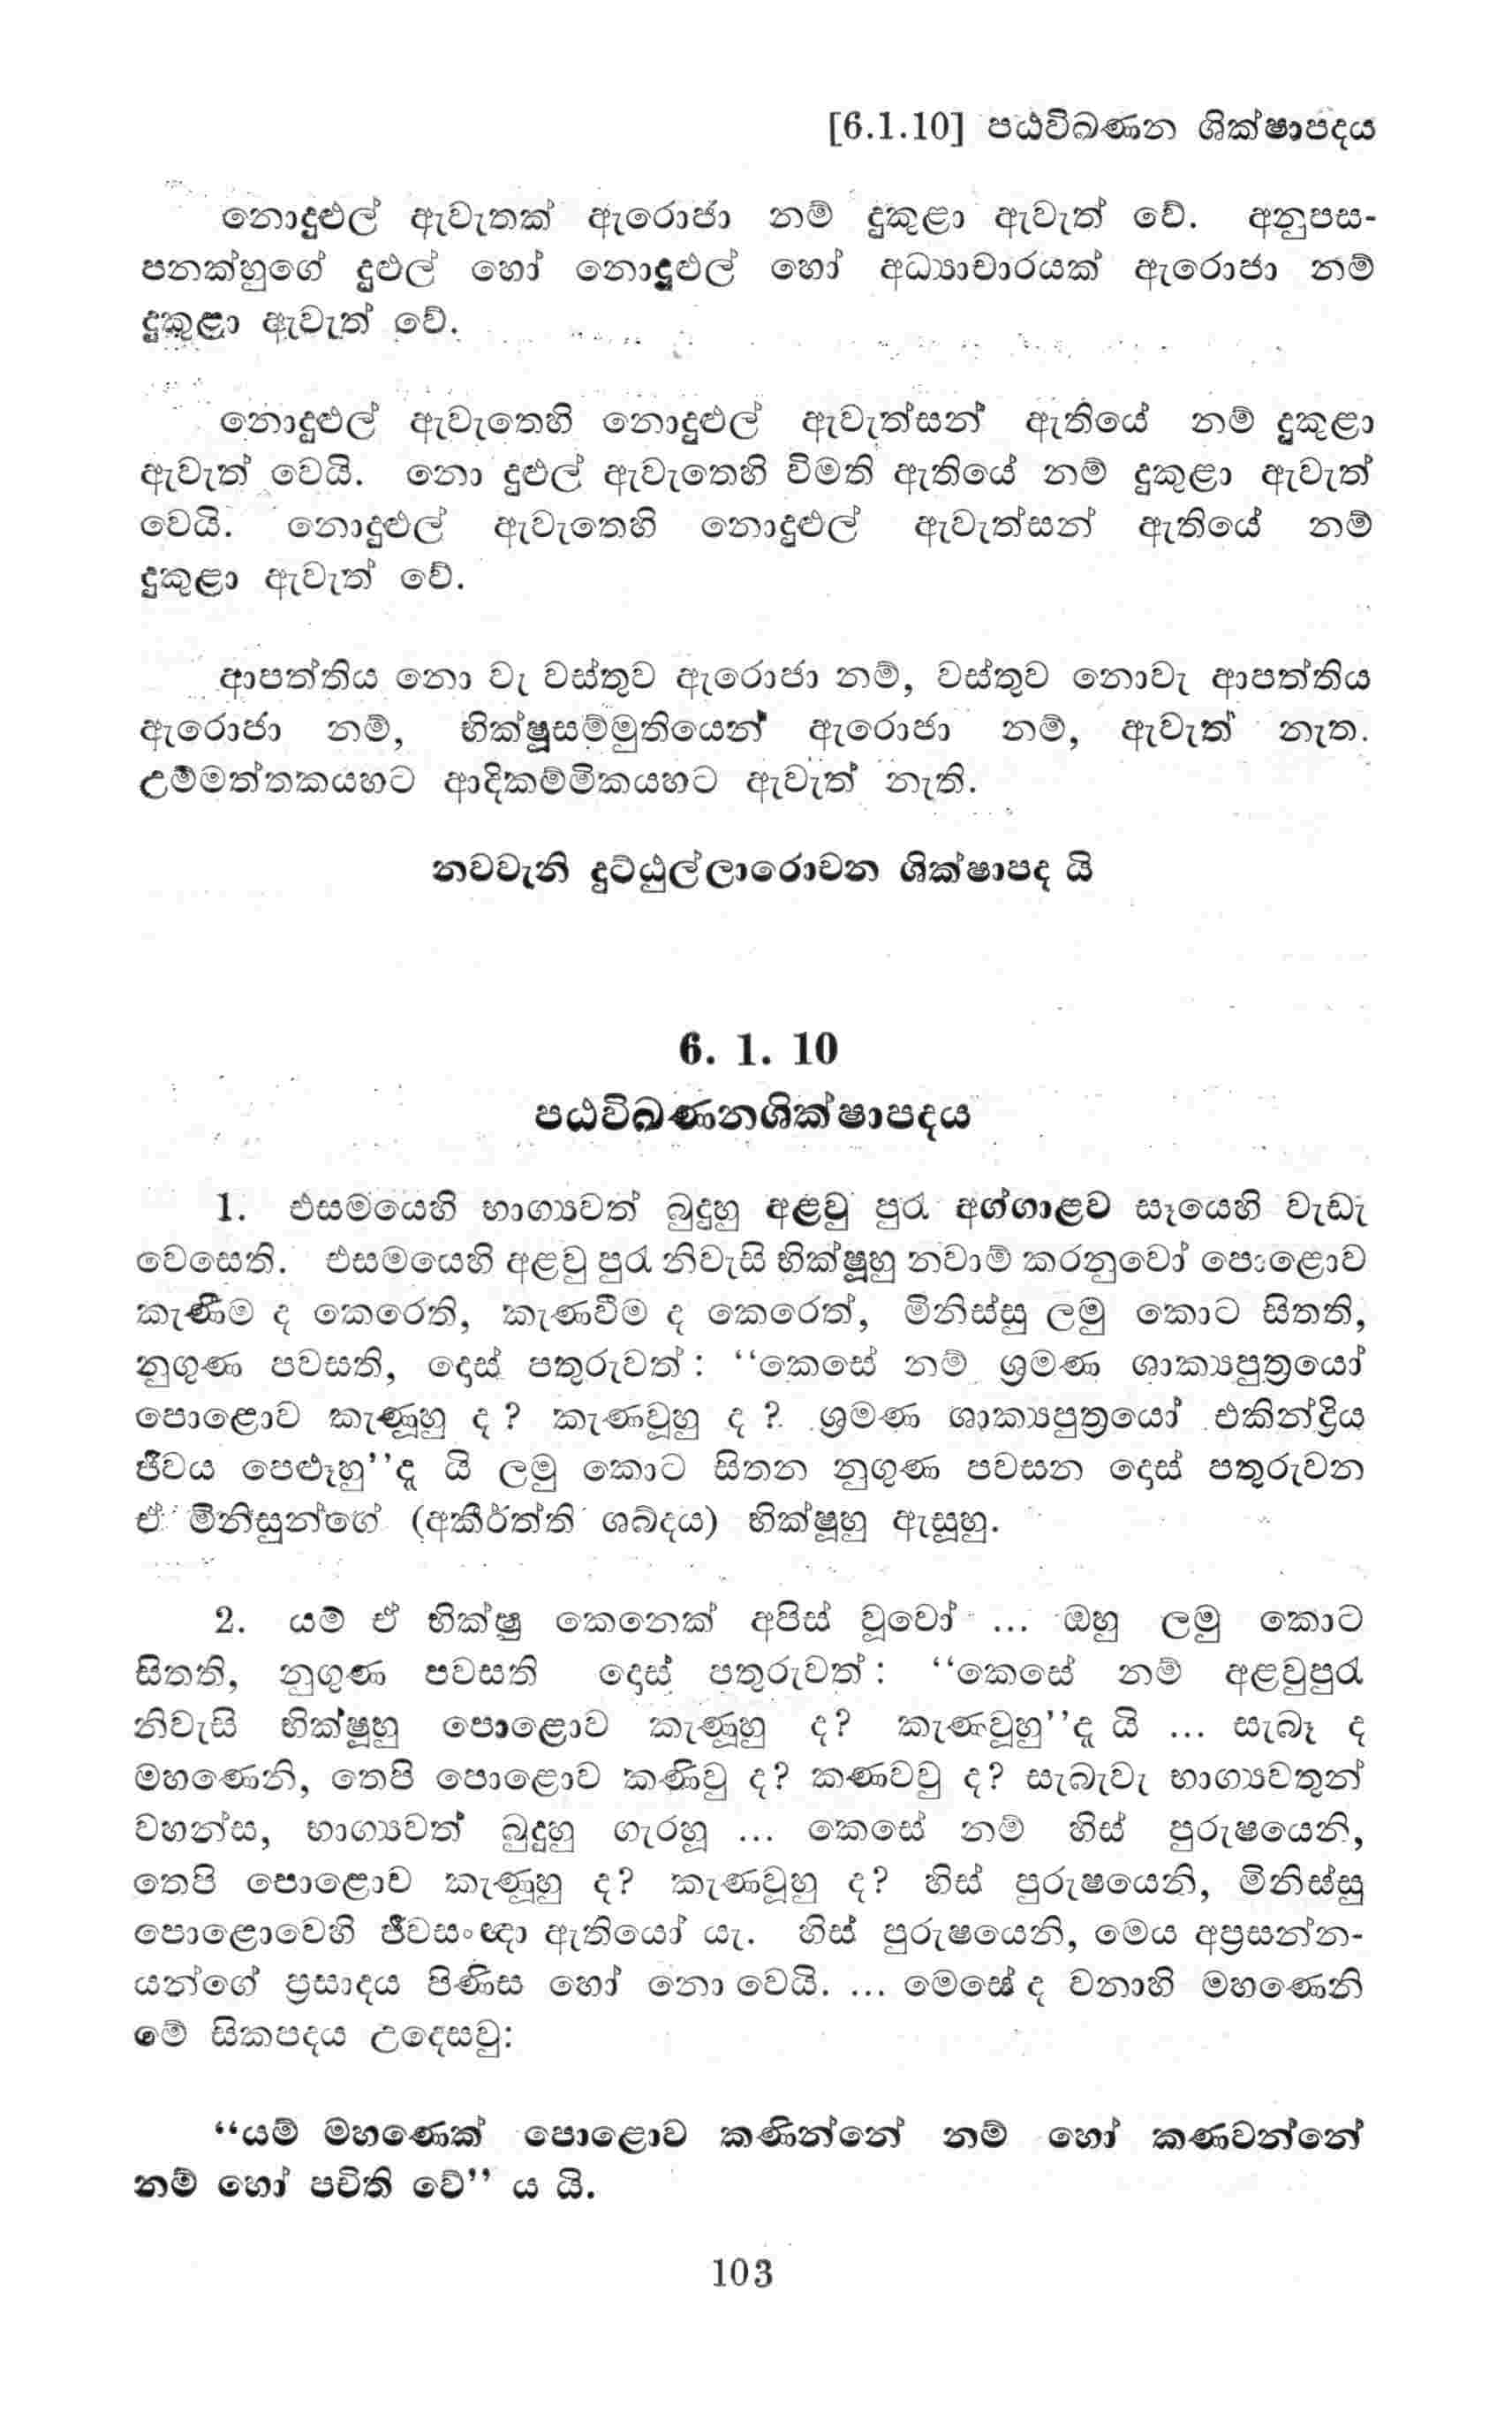 [6.1.10] පඨවිඛණන ශික්ෂාපදය
නොදුළුල් ඇවැතක් ඇරොජා නම් දුකුළා ඇවැත් වේ. අනුපස-
පනක්හුගේ දුළුල් හෝ නොදුළුල් හෝ අධ්‍යාචාරයක් ඇරොජා නම්
දුකුළා ඇවැත් වේ.
නොදුළුල් ඇවැතෙහි නොදුළුල් ඇවැත්සන් ඇතියේ නම් දුකුළා
ඇවැත් වෙයි. නො දුළුල් ඇවැතෙහි විමති ඇතියේ නම් දුකුළා ඇවැත්
වෙයි. නොදුළුල් ඇවැතෙහි නොදුළුල් ඇවැත්සන් ඇතියේ නම්
දුකුළා ඇවැත් වේ.
ආපත්තිය නො වැ වස්තුව ඇරොජා නම්, වස්තුව නොවැ ආපත්තිය
ඇරොජා නම්, භික්ෂූසම්මුතියෙන් ඇරොජා නම්, ඇවැත් නැත.
උම්මත්තකයහට ආදිකම්මිකයහට ඇවැත් නැති.
නවවැනි දුට්ඨුල්ලාරොචන ශික්ෂාපද යි
6. 1. 10
පඨවිඛණනශික්ෂාපදය
1. එසමයෙහි භාග්‍යවත් බුදුහු අළවු පුරැ අග්ගාළව සෑයෙහි වැඩැ
වෙසෙති. එසමයෙහි අළවු පුරැ නිවැසි භික්ෂූහු නවාම් කරනුවෝ පොළොව
කැණීම ද කෙරෙති, කැණවීම ද කෙරෙත්, මිනිස්සු ලමු කොට සිතති,
නුගුණ පවසති, දොස් පතුරුවත් : “කෙසේ නම් ශ්‍රමණ ශාක්‍යපුත්‍රයෝ
පොළොව කැණූහු ද ? කැණවූහු ද ? ශ්‍රමණ ශාක්‍යපුත්‍රයෝ එකින්ද්‍රිය
ජීවය පෙළූහු”දූ යි ලමු කොට සිතන නුගුණ පවසන දොස් පතුරුවන
ඒ මිනිසුන්ගේ (අකීර්ත්ති ශබ්දය) භික්ෂූහු ඇසූහු.
2. යම් ඒ භික්ෂු කෙනෙක් අපිස් වූවෝ ... ඔහු ලමු කොට
සිතති, නුගුණ පවසති දොස් පතුරුවත් : “කෙසේ නම් අළවුපුරැ
නිවැසි භික්ෂූහු පොළොව කැණූහු ද? කැණවූහු”දූ යි ... සැබෑ ද
මහණෙනි, තෙපි පොළොව කණිවු ද? කණවවු ද? සැබැවැ භාග්‍යවතුන්
වහන්ස, භාග්‍යවත් බුදුහු ගැරහූ ... කෙසේ නම් හිස් පුරුෂයෙනි,
තෙපි පොළොව කැණූහු ද? කැණවූහු ද? හිස් පුරුෂයෙනි, මිනිස්සු
පොළොවෙහි ජීවසංඥා ඇතියෝ යැ. හිස් පුරුෂයෙනි, මෙය අප්‍රසන්න-
යන්ගේ ප්‍රසාදය පිණිස හෝ නො වෙයි. ... මෙසේ ද වනාහි මහණෙනි
මේ සිකපදය උදෙසවු:
“යම් මහණෙක් පොළොව කණින්නේ නම් හෝ කණවන්නේ
නම් හෝ පචිති වේ” ය යි.
103